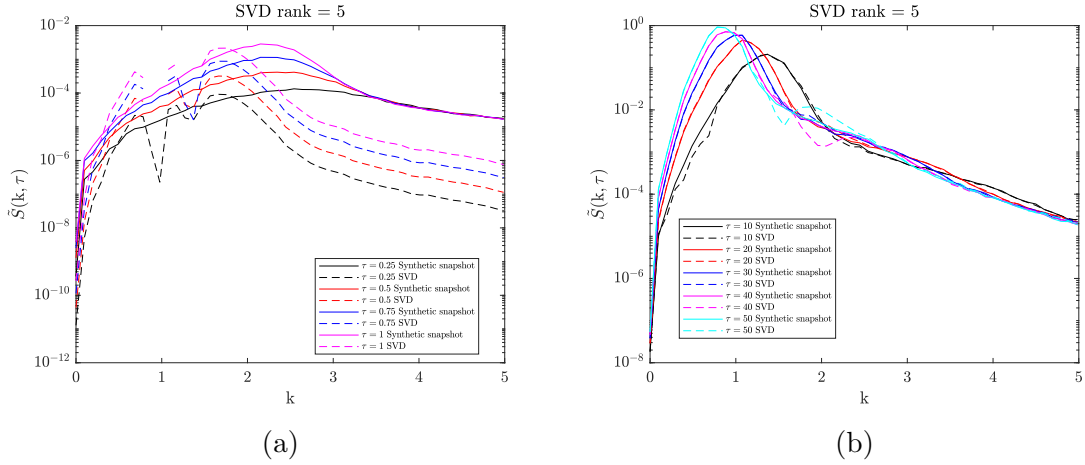 SVD rank = 5
10^{-2}
10^{-4}
10^{-6}
10^{-8}
10^{-10}
10^{-12}
S̃(k, τ)
τ = 0.25 Synthetic snapshot
τ = 0.25 SVD
τ = 0.5 Synthetic snapshot
τ = 0.5 SVD
τ = 0.75 Synthetic snapshot
τ = 0.75 SVD
τ = 1 Synthetic snapshot
τ = 1 SVD
0 1 2 3 4 5
k
(a)
SVD rank = 5
10^{0}
10^{-2}
10^{-4}
10^{-6}
10^{-8}
S̃(k, τ)
τ = 10 Synthetic snapshot
τ = 10 SVD
τ = 20 Synthetic snapshot
τ = 20 SVD
τ = 30 Synthetic snapshot
τ = 30 SVD
τ = 40 Synthetic snapshot
τ = 40 SVD
τ = 50 Synthetic snapshot
τ = 50 SVD
0 1 2 3 4 5
k
(b)